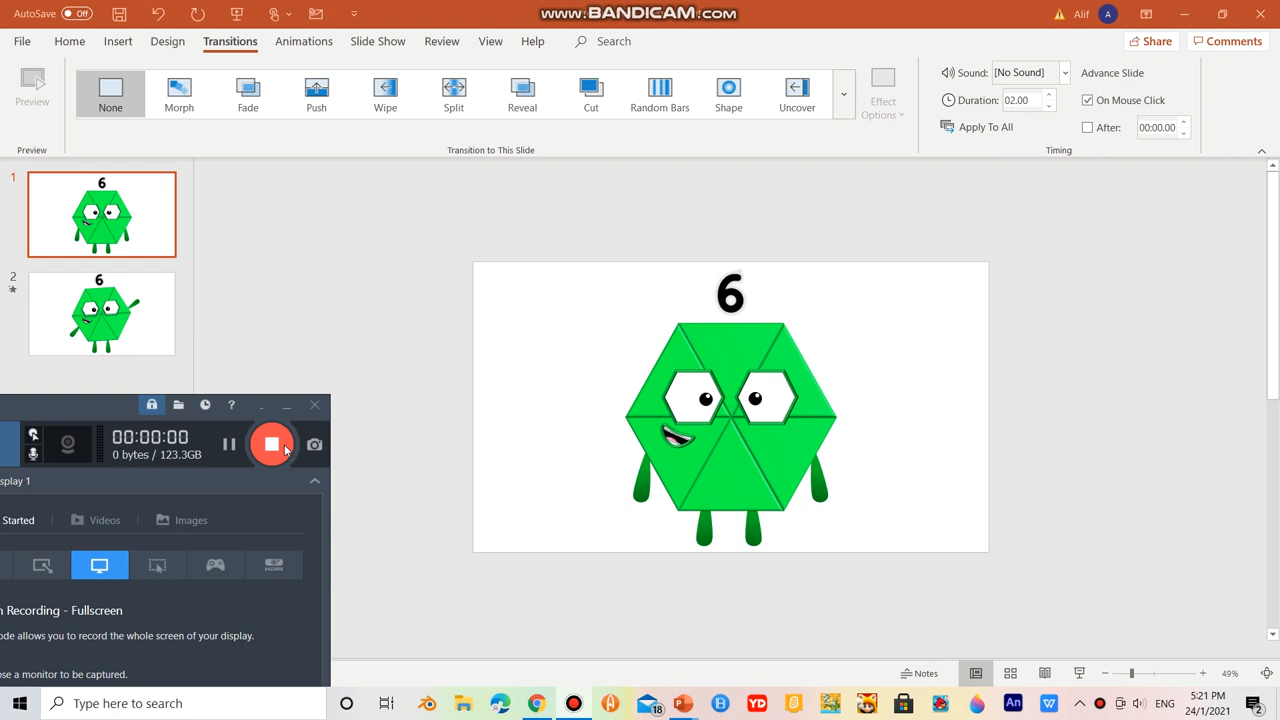 AutoSave Off
www.BANDICAM.com
Alif A
File Home Insert Design Transitions Animations Slide Show Review View Help Search Share Comments
Preview
None Morph Fade Push Wipe Split Reveal Cut Random Bars Shape Uncover
Effect
Options
Sound: [No Sound]
Duration: 02.00
Apply To All
Advance Slide
On Mouse Click
After: 00:00.00
Preview
Transition to This Slide
Timing
1
6
2
6
6
?
00:00:00
0 bytes / 123.3GB
splay 1
Started Videos Images
n Recording - Fullscreen
ode allows you to record the whole screen of your display.
ose a monitor to be captured.
Notes
49%
Type here to search
18
YD
An
W
5:21 PM
24/1/2021
2